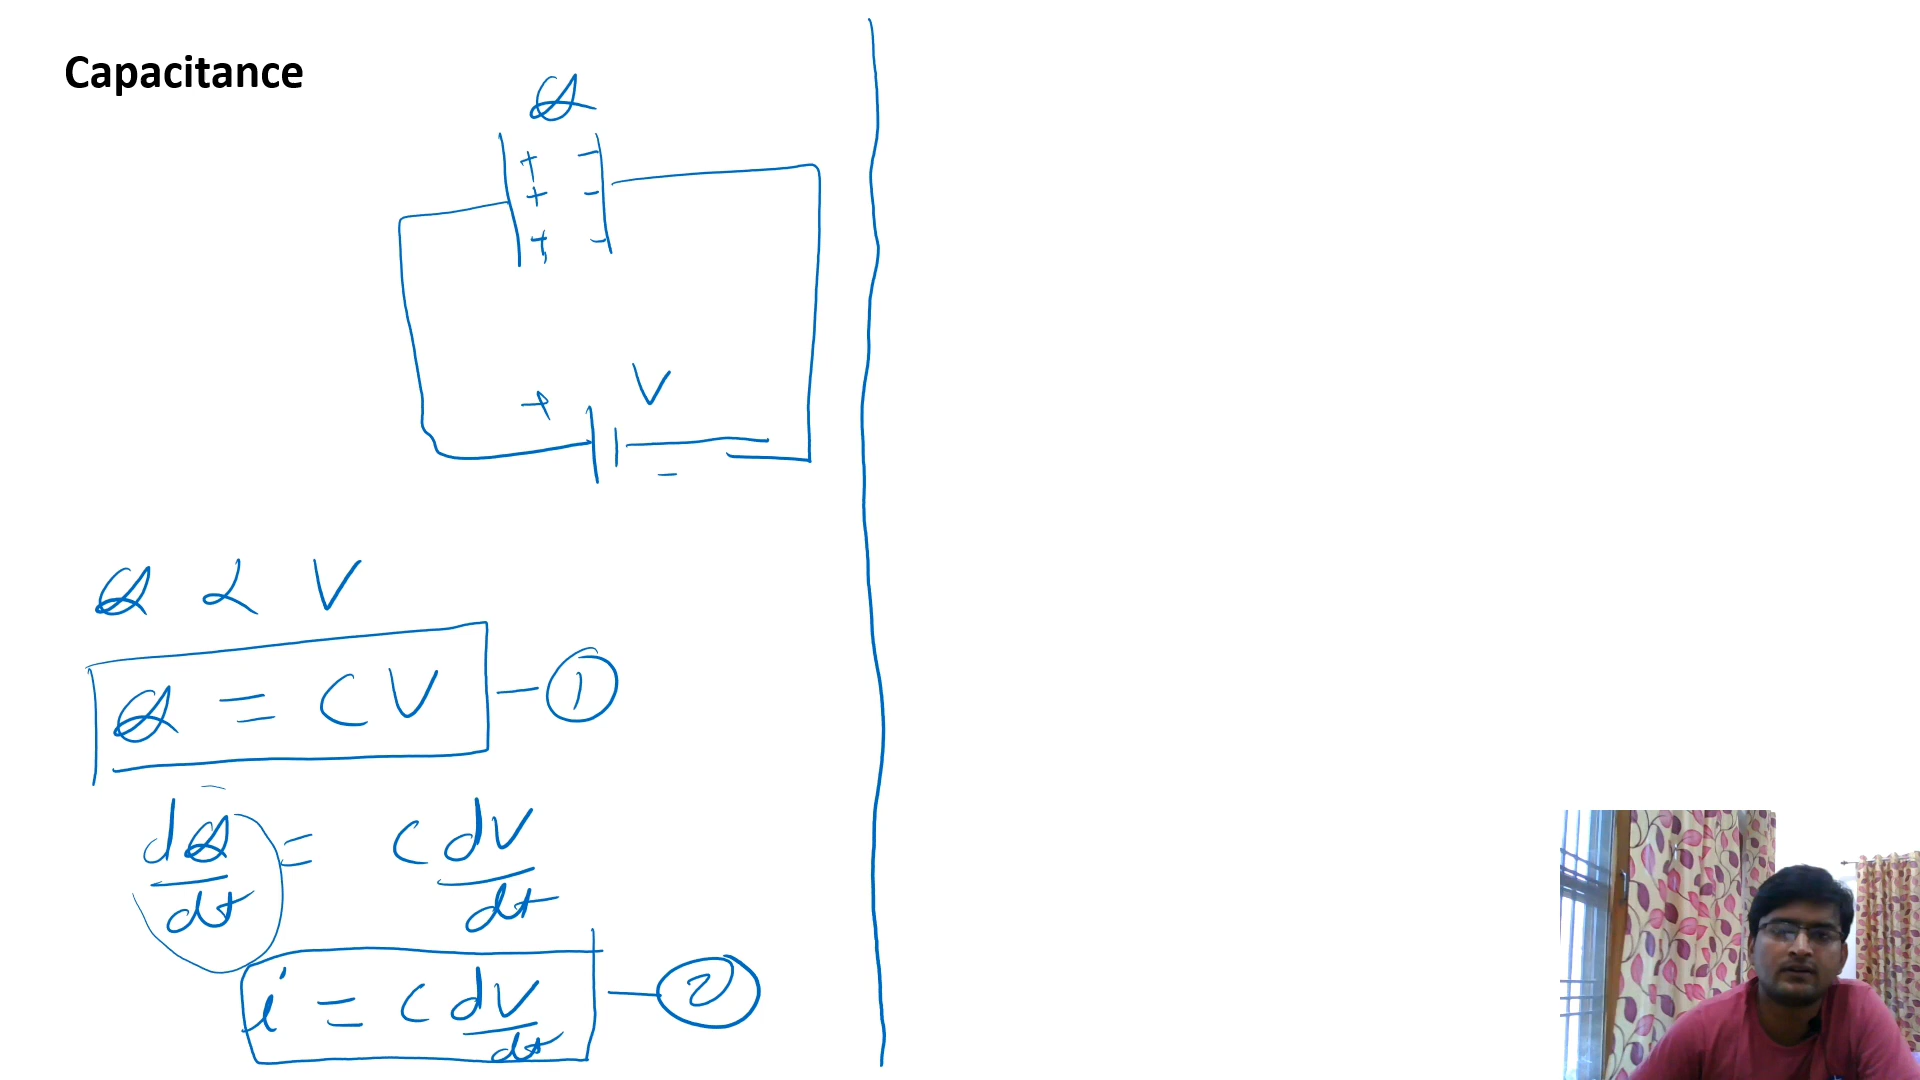 Capacitance
Q
+ -
+ -
+ -
V
+
-
Q α V
Q = CV - ①
dQ/dt = C dV/dt
i = C dV/dt - ②